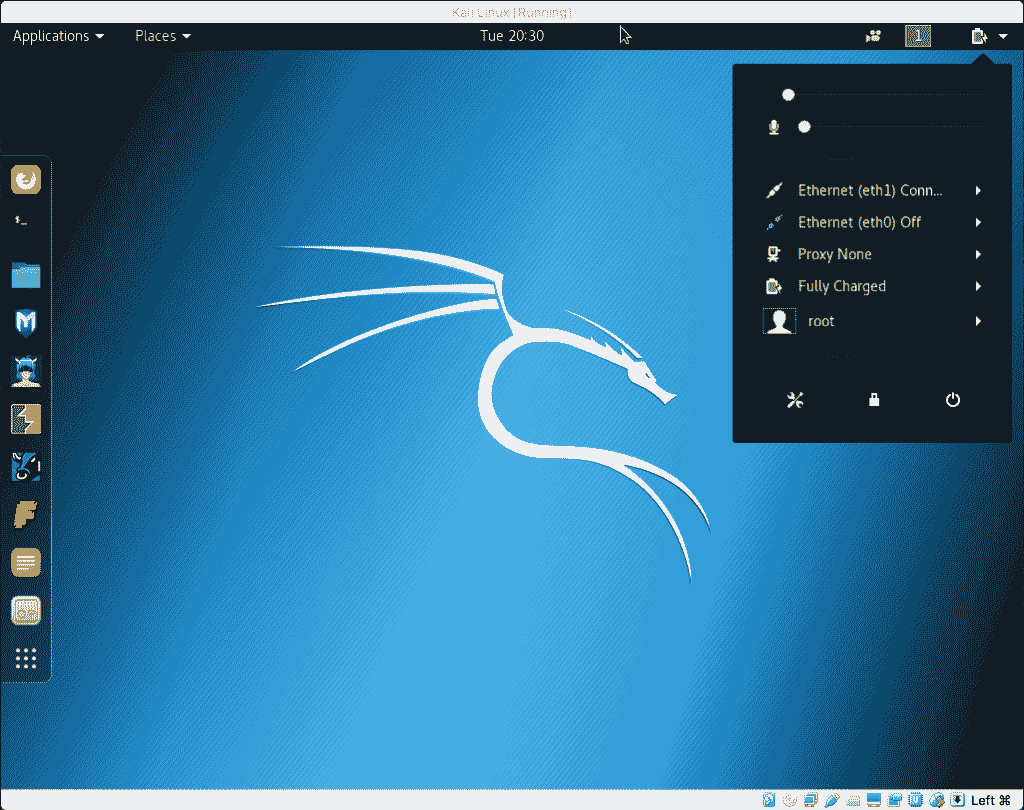 Kali Linux [Running]
Applications Places Tue 20:30 1
Ethernet (eth1) Conn...
Ethernet (eth0) Off
Proxy None
Fully Charged
root
$_
Left ⌘